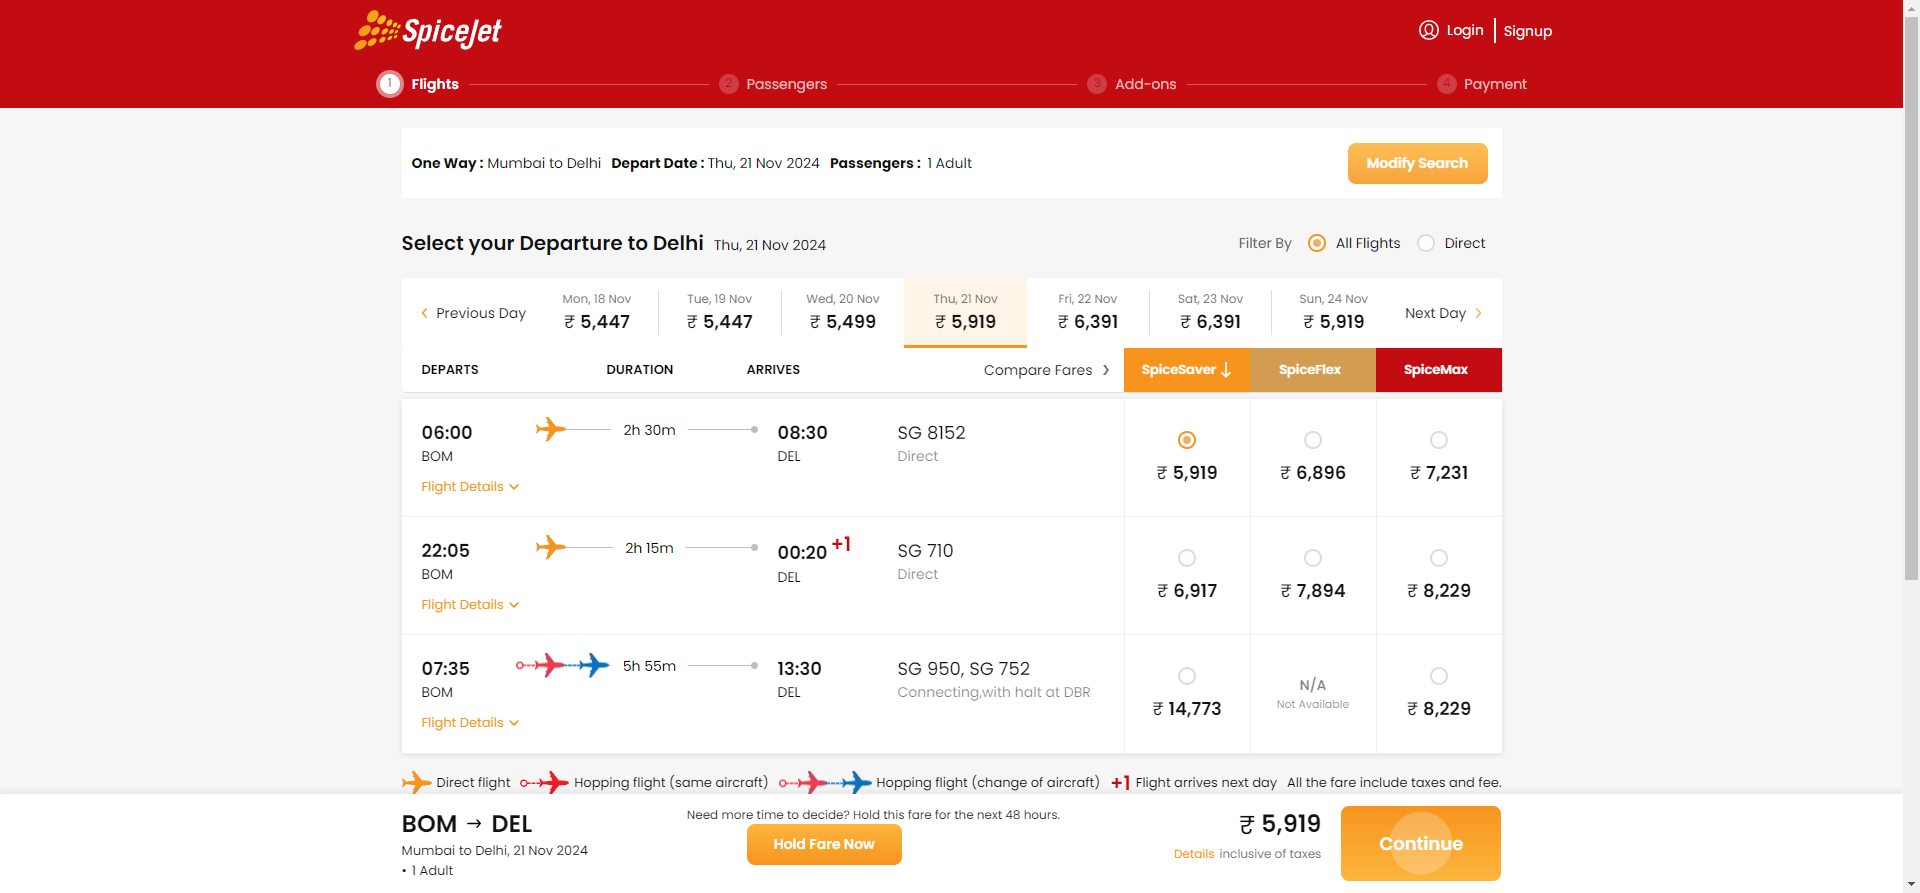 SpiceJet
Login | Signup
1 Flights 2 Passengers 3 Add-ons 4 Payment
One Way : Mumbai to Delhi Depart Date : Thu, 21 Nov 2024 Passengers : 1 Adult Modify Search
Select your Departure to Delhi Thu, 21 Nov 2024 Filter By All Flights Direct
Previous Day Mon, 18 Nov ₹ 5,447 Tue, 19 Nov ₹ 5,447 Wed, 20 Nov ₹ 5,499 Thu, 21 Nov ₹ 5,919 Fri, 22 Nov ₹ 6,391 Sat, 23 Nov ₹ 6,391 Sun, 24 Nov ₹ 5,919 Next Day
DEPARTS DURATION ARRIVES Compare Fares SpiceSaver SpiceFlex SpiceMax
06:00 2h 30m 08:30 SG 8152
BOM DEL Direct ₹ 5,919 ₹ 6,896 ₹ 7,231
Flight Details
22:05 2h 15m 00:20 +1 SG 710
BOM DEL Direct ₹ 6,917 ₹ 7,894 ₹ 8,229
Flight Details
07:35 5h 55m 13:30 SG 950, SG 752 N/A
BOM DEL Connecting,with halt at DBR ₹ 14,773 Not Available ₹ 8,229
Flight Details
Direct flight Hopping flight (same aircraft) Hopping flight (change of aircraft) +1 Flight arrives next day All the fare include taxes and fee.
BOM → DEL
Mumbai to Delhi, 21 Nov 2024
• 1 Adult
Need more time to decide? Hold this fare for the next 48 hours.
Hold Fare Now
₹ 5,919
Details inclusive of taxes
Continue